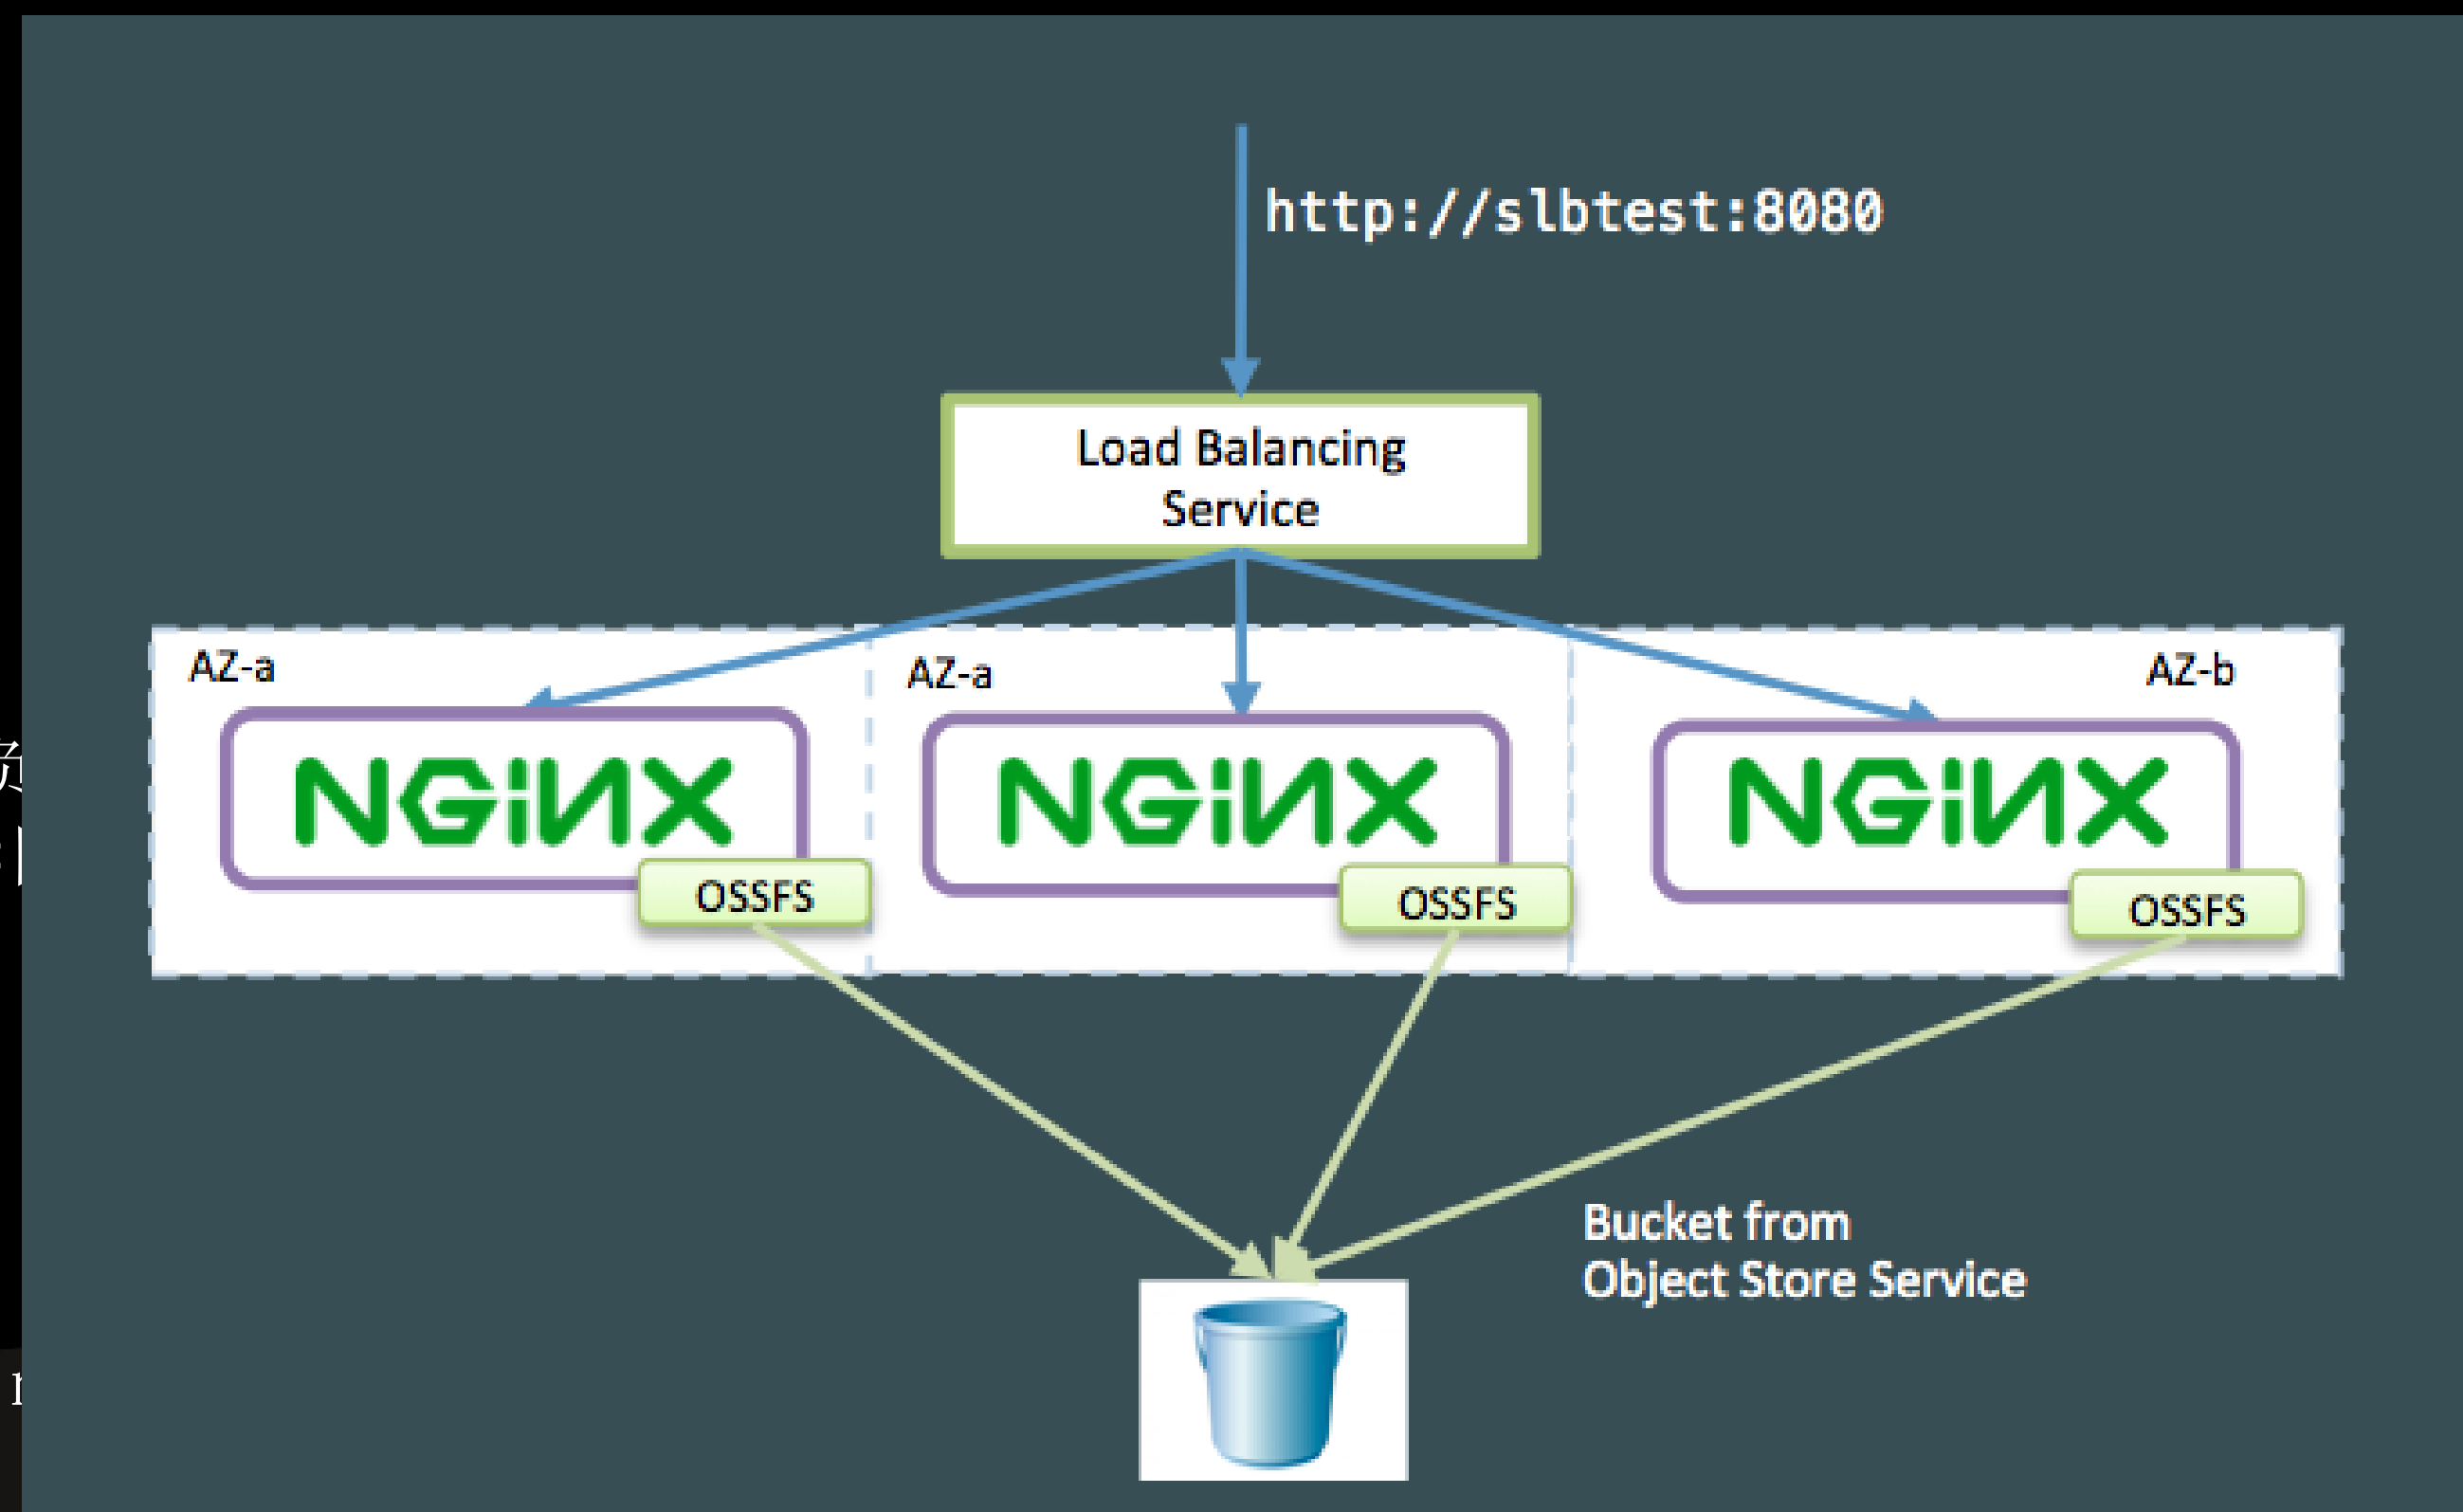 http://slbtest:8080
Load Balancing
Service
AZ-a
AZ-a
AZ-b
NGiNX
NGiNX
NGiNX
OSSFS
OSSFS
OSSFS
Bucket from
Object Store Service